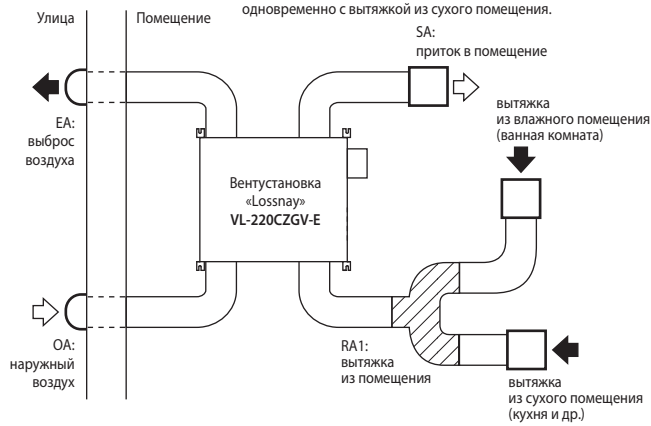 одновременно с вытяжкой из сухого помещения.
Улица
Помещение
SA:
приток в помещение
EA:
выброс
воздуха
вытяжка
из влажного помещения
(ванная комната)
Вентустановка
«Lossnay»
VL-220CZGV-E
OA:
наружный
воздух
RA1:
вытяжка
из помещения
вытяжка
из сухого помещения
(кухня и др.)